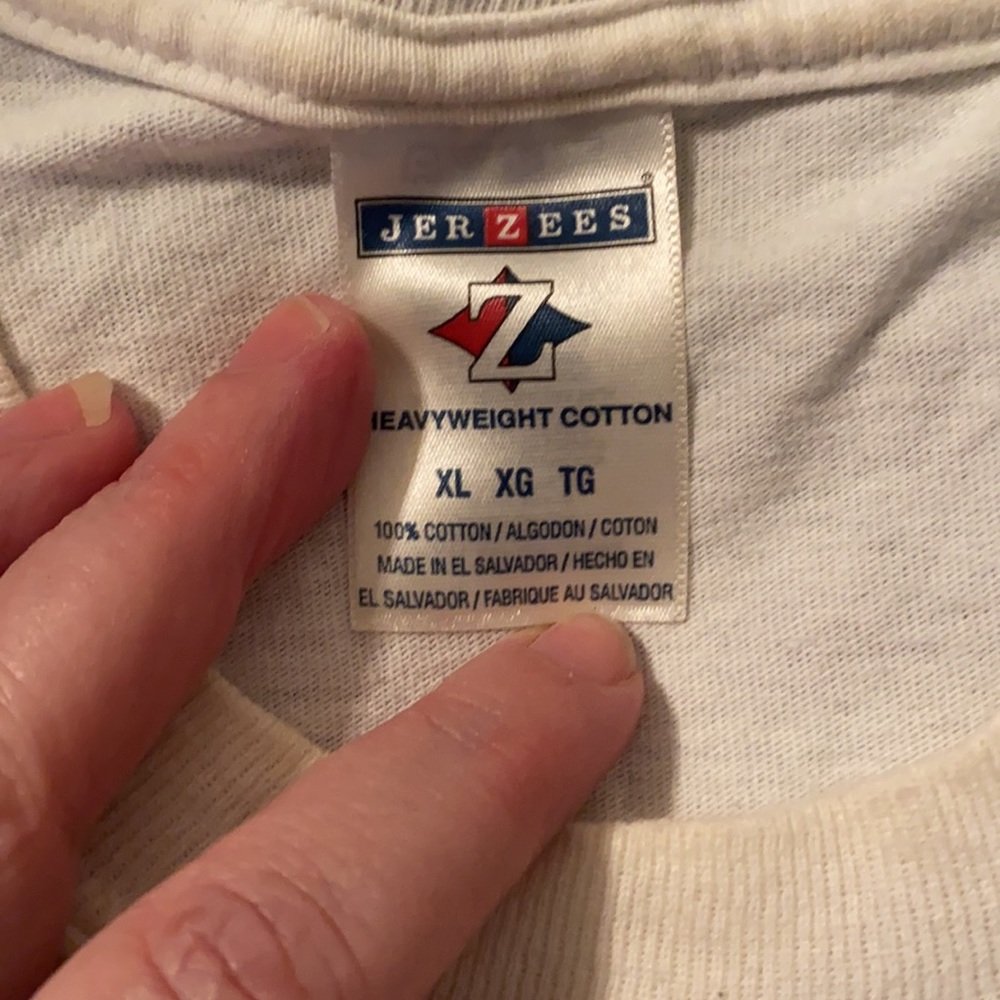 JERZEES®
Z
HEAVYWEIGHT COTTON
XL XG TG
100% COTTON / ALGODON / COTON
MADE IN EL SALVADOR / HECHO EN
EL SALVADOR / FABRIQUE AU SALVADOR